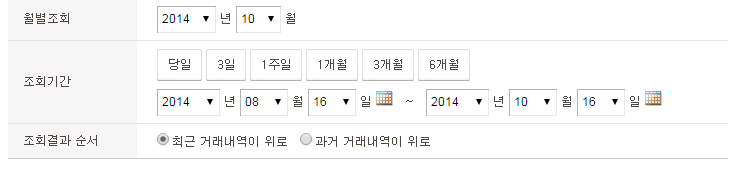 월별조회 2014 년 10 월
당일 3일 1주일 1개월 3개월 6개월
조회기간
2014 년 08 월 16 일 ~ 2014 년 10 월 16 일
조회결과 순서 최근 거래내역이 위로 과거 거래내역이 위로